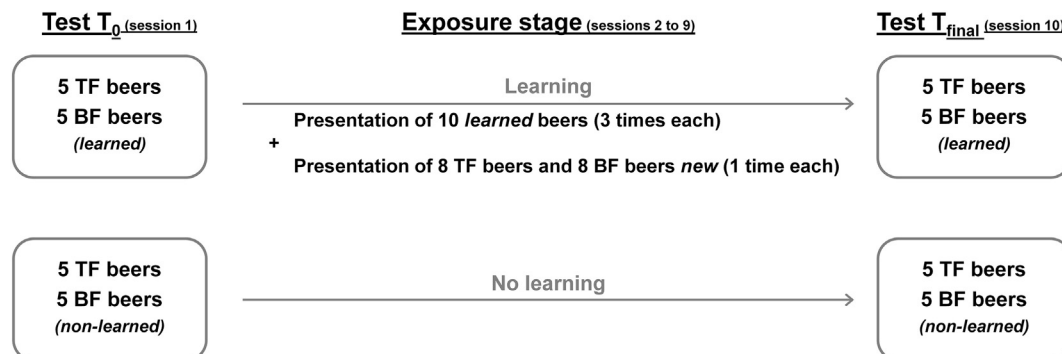 Test T0 (session 1)
Exposure stage (sessions 2 to 9)
Test Tfinal (session 10)
5 TF beers
5 BF beers
(learned)
Learning
Presentation of 10 learned beers (3 times each)
+
Presentation of 8 TF beers and 8 BF beers new (1 time each)
5 TF beers
5 BF beers
(learned)
5 TF beers
5 BF beers
(non-learned)
No learning
5 TF beers
5 BF beers
(non-learned)